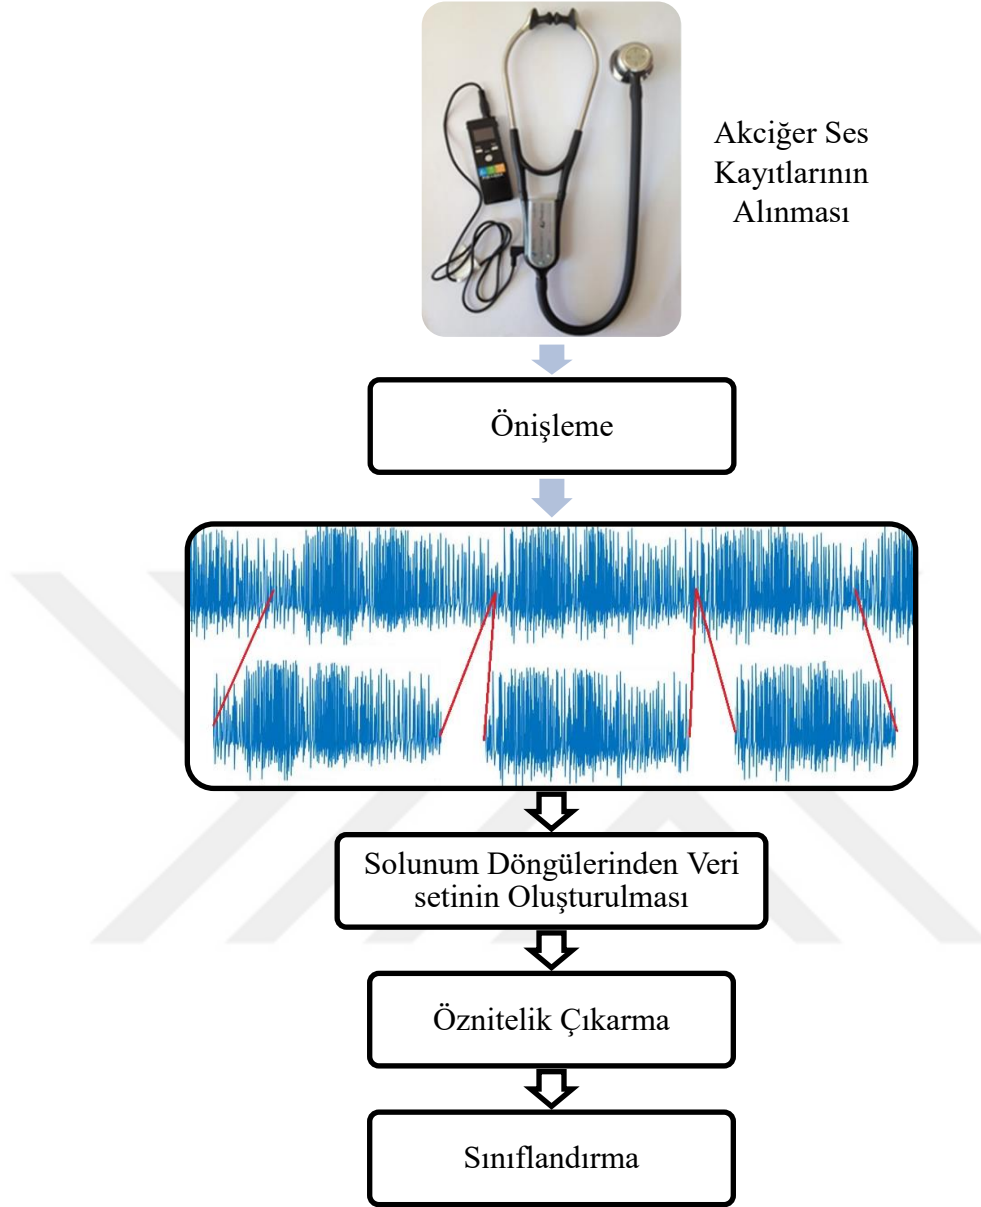 Akciğer Ses
Kayıtlarının
Alınması
Önişleme
Solunum Döngülerinden Veri
setinin Oluşturulması
Öznitelik Çıkarma
Sınıflandırma